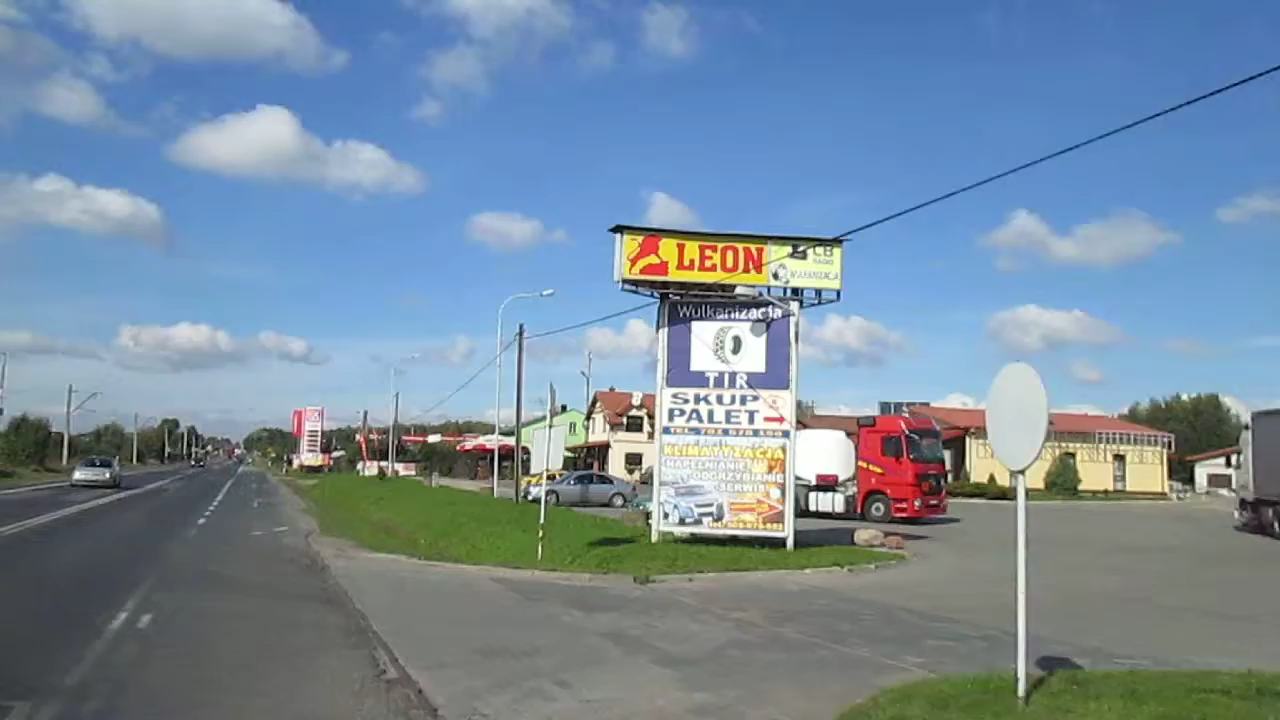 LEON
CB
RADIO
WULKANIZACJA
Wulkanizacja
TIR
SKUP
PALET
KLIMATYZACJA
NAPEŁNIANIE
ODGRZYBIANIE
SERWIS